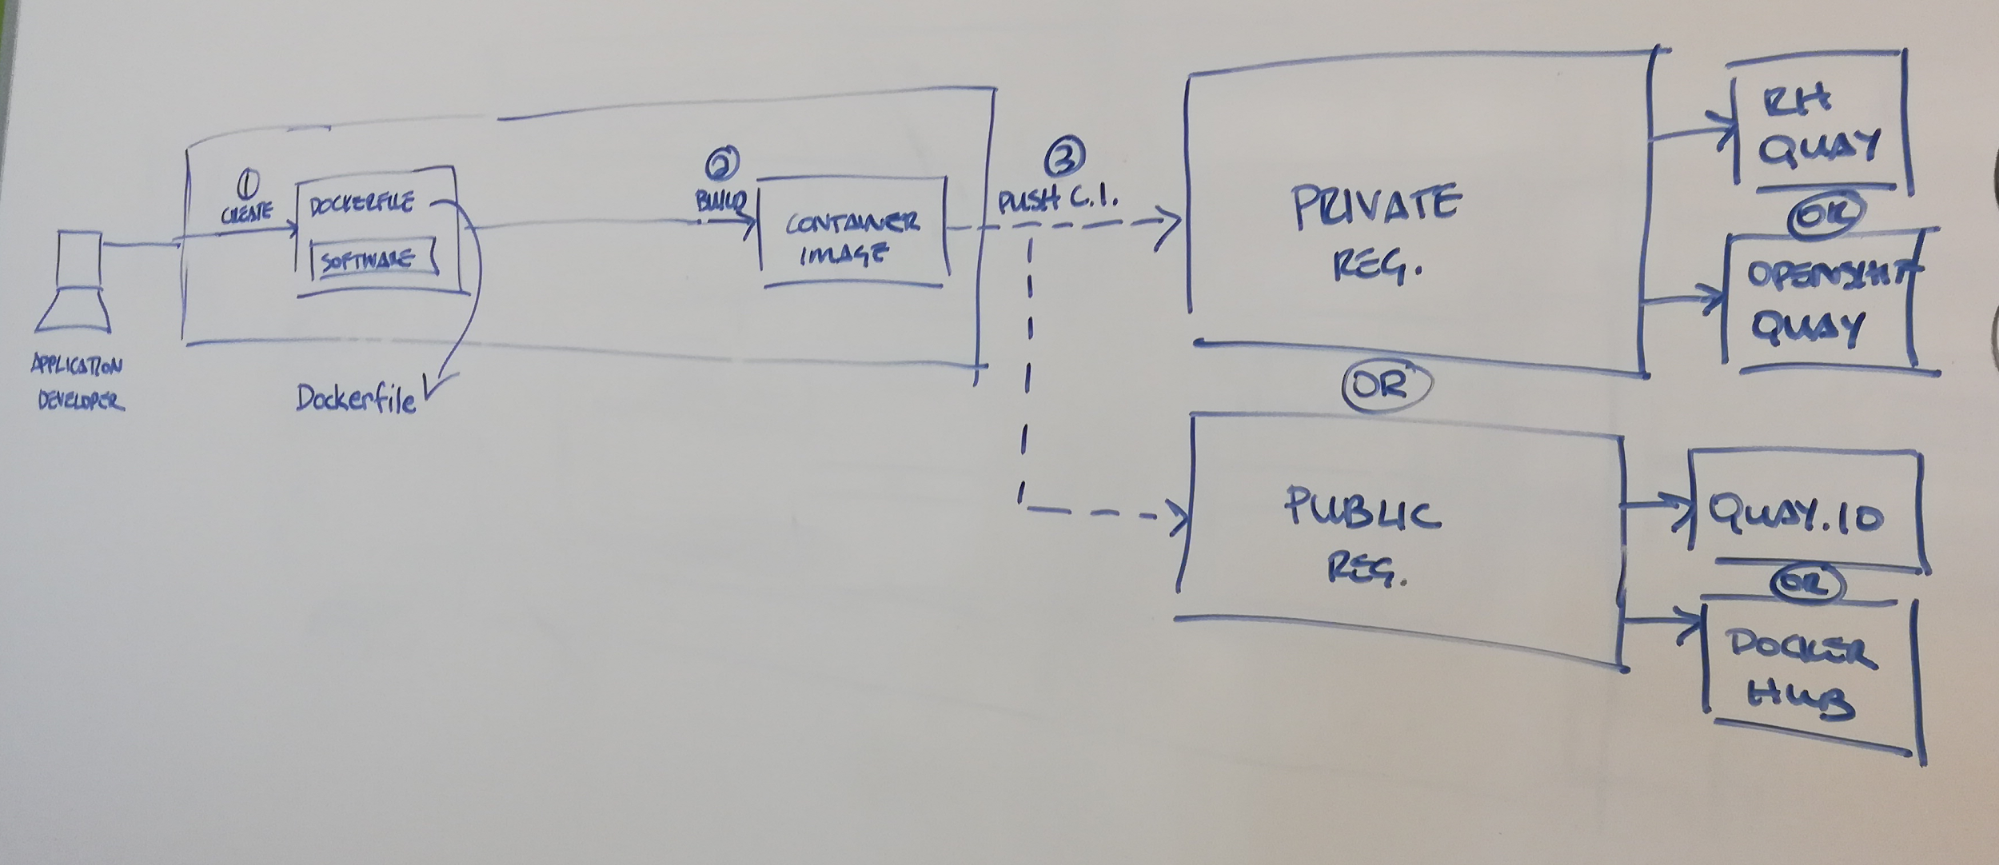 APPLICATION
DEVELOPER
①
CREATE
DOCKERFILE
SOFTWARE
Dockerfile
②
BUILD
CONTAINER
IMAGE
③
PUSH C.I.
PRIVATE
REG.
OR
PUBLIC
REG.
RH
QUAY
OR
OPENSHIFT
QUAY
QUAY.IO
OR
DOCKER
HUB